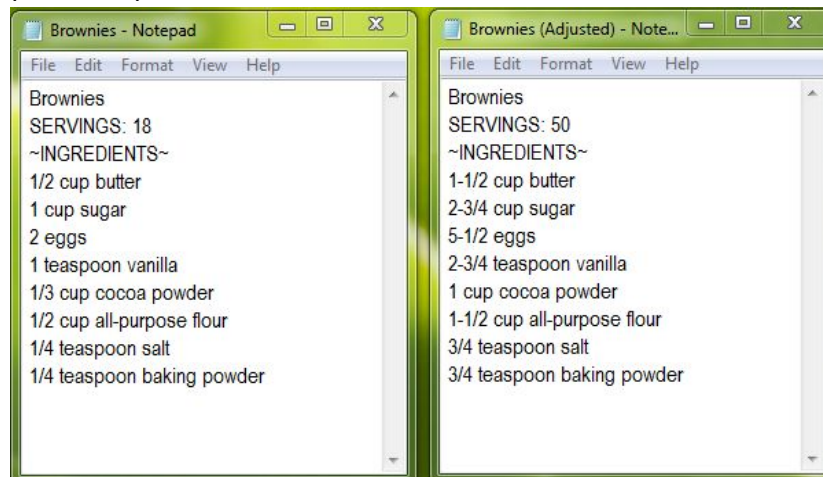 Brownies - Notepad
File Edit Format View Help
Brownies
SERVINGS: 18
~INGREDIENTS~
1/2 cup butter
1 cup sugar
2 eggs
1 teaspoon vanilla
1/3 cup cocoa powder
1/2 cup all-purpose flour
1/4 teaspoon salt
1/4 teaspoon baking powder
Brownies (Adjusted) - Note...
File Edit Format View Help
Brownies
SERVINGS: 50
~INGREDIENTS~
1-1/2 cup butter
2-3/4 cup sugar
5-1/2 eggs
2-3/4 teaspoon vanilla
1 cup cocoa powder
1-1/2 cup all-purpose flour
3/4 teaspoon salt
3/4 teaspoon baking powder